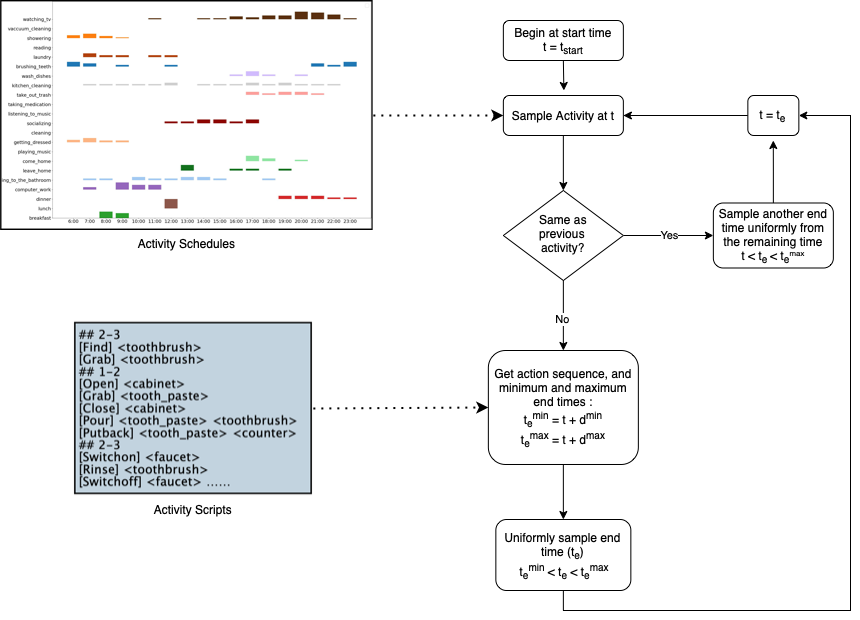 watching_tv
vaccuum_cleaning
showering
reading
laundry
brushing_teeth
wash_dishes
kitchen_cleaning
take_out_trash
taking_medication
listening_to_music
socializing
cleaning
getting_dressed
playing_music
come_home
leave_home
ing_to_the_bathroom
computer_work
dinner
lunch
breakfast
6:00 7:00 8:00 9:00 10:00 11:00 12:00 13:00 14:00 15:00 16:00 17:00 18:00 19:00 20:00 21:00 22:00 23:00
Activity Schedules
## 2-3
[Find] <toothbrush>
[Grab] <toothbrush>
## 1-2
[Open] <cabinet>
[Grab] <tooth_paste>
[Close] <cabinet>
[Pour] <tooth_paste> <toothbrush>
[Putback] <tooth_paste> <counter>
## 2-3
[Switchon] <faucet>
[Rinse] <toothbrush>
[Switchoff] <faucet> ......
Activity Scripts
Begin at start time
t = t_start
Sample Activity at t
t = t_e
Same as
previous
activity?
Yes
Sample another end
time uniformly from
the remaining time
t < t_e < t_e^max
No
Get action sequence, and
minimum and maximum
end times :
t_e^min = t + d^min
t_e^max = t + d^max
Uniformly sample end
time (t_e)
t_e^min < t_e < t_e^max